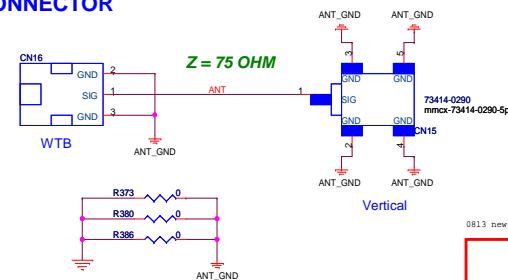 ONNECTOR
ANT_GND ANT_GND
CN16
Z = 75 OHM
3 5
GND 2
GND GND
SIG 1 ANT 1 SIG
73414-0290
mmcx-73414-0290-5p
GND 3
GND GND
CN15
WTB
ANT_GND
2 4
ANT_GND ANT_GND
Vertical
R373 0
R380 0
R386 0
ANT_GND
0813 new